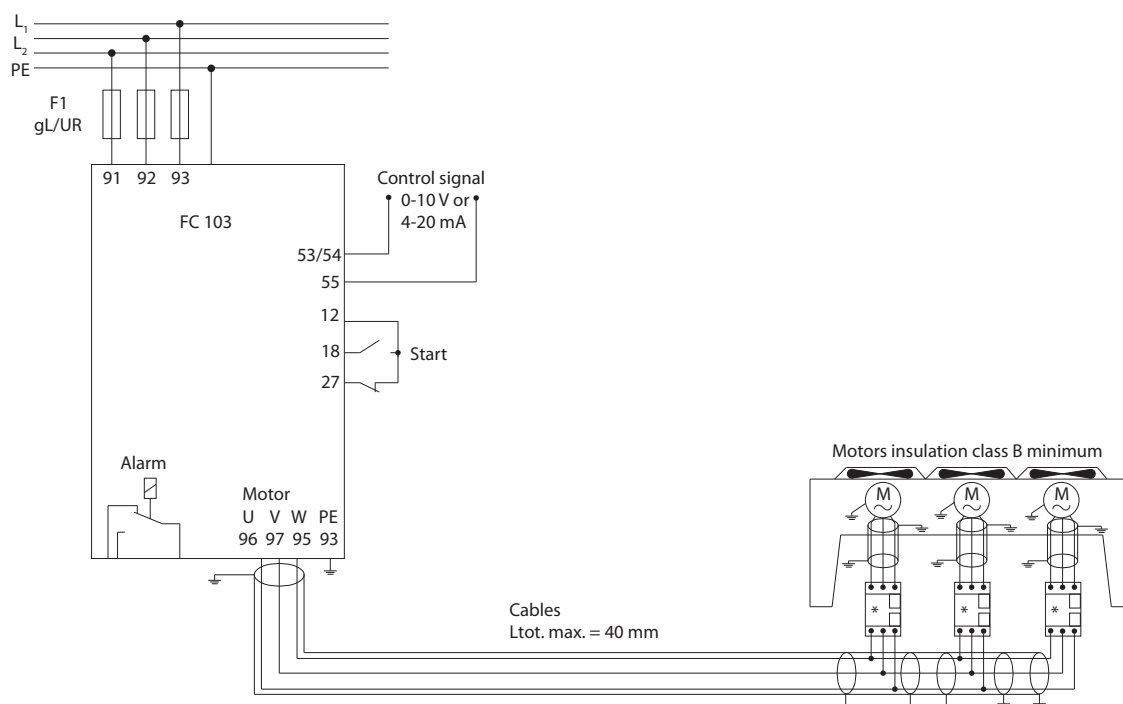 L1
L2
PE
F1
gL/UR
91 92 93
Control signal
0-10 V or
4-20 mA
FC 103
53/54
55
12
18
Start
27
Alarm
Motor
U V W PE
96 97 95 93
Motors insulation class B minimum
M M M
* * *
Cables
Ltot. max. = 40 mm